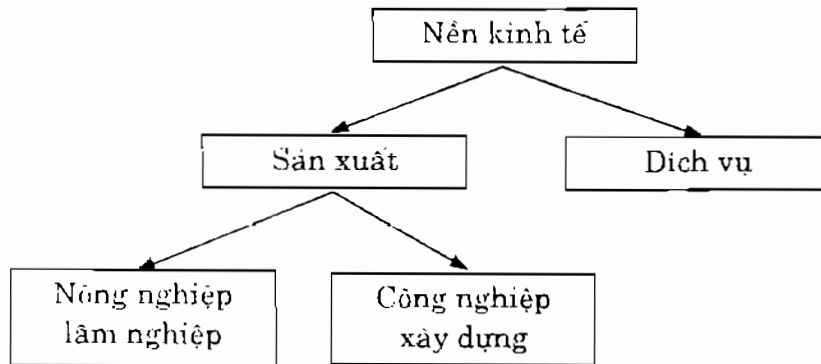 Nền kinh tế
Sản xuất
Dịch vụ
Nông nghiệp
lâm nghiệp
Công nghiệp
xây dựng